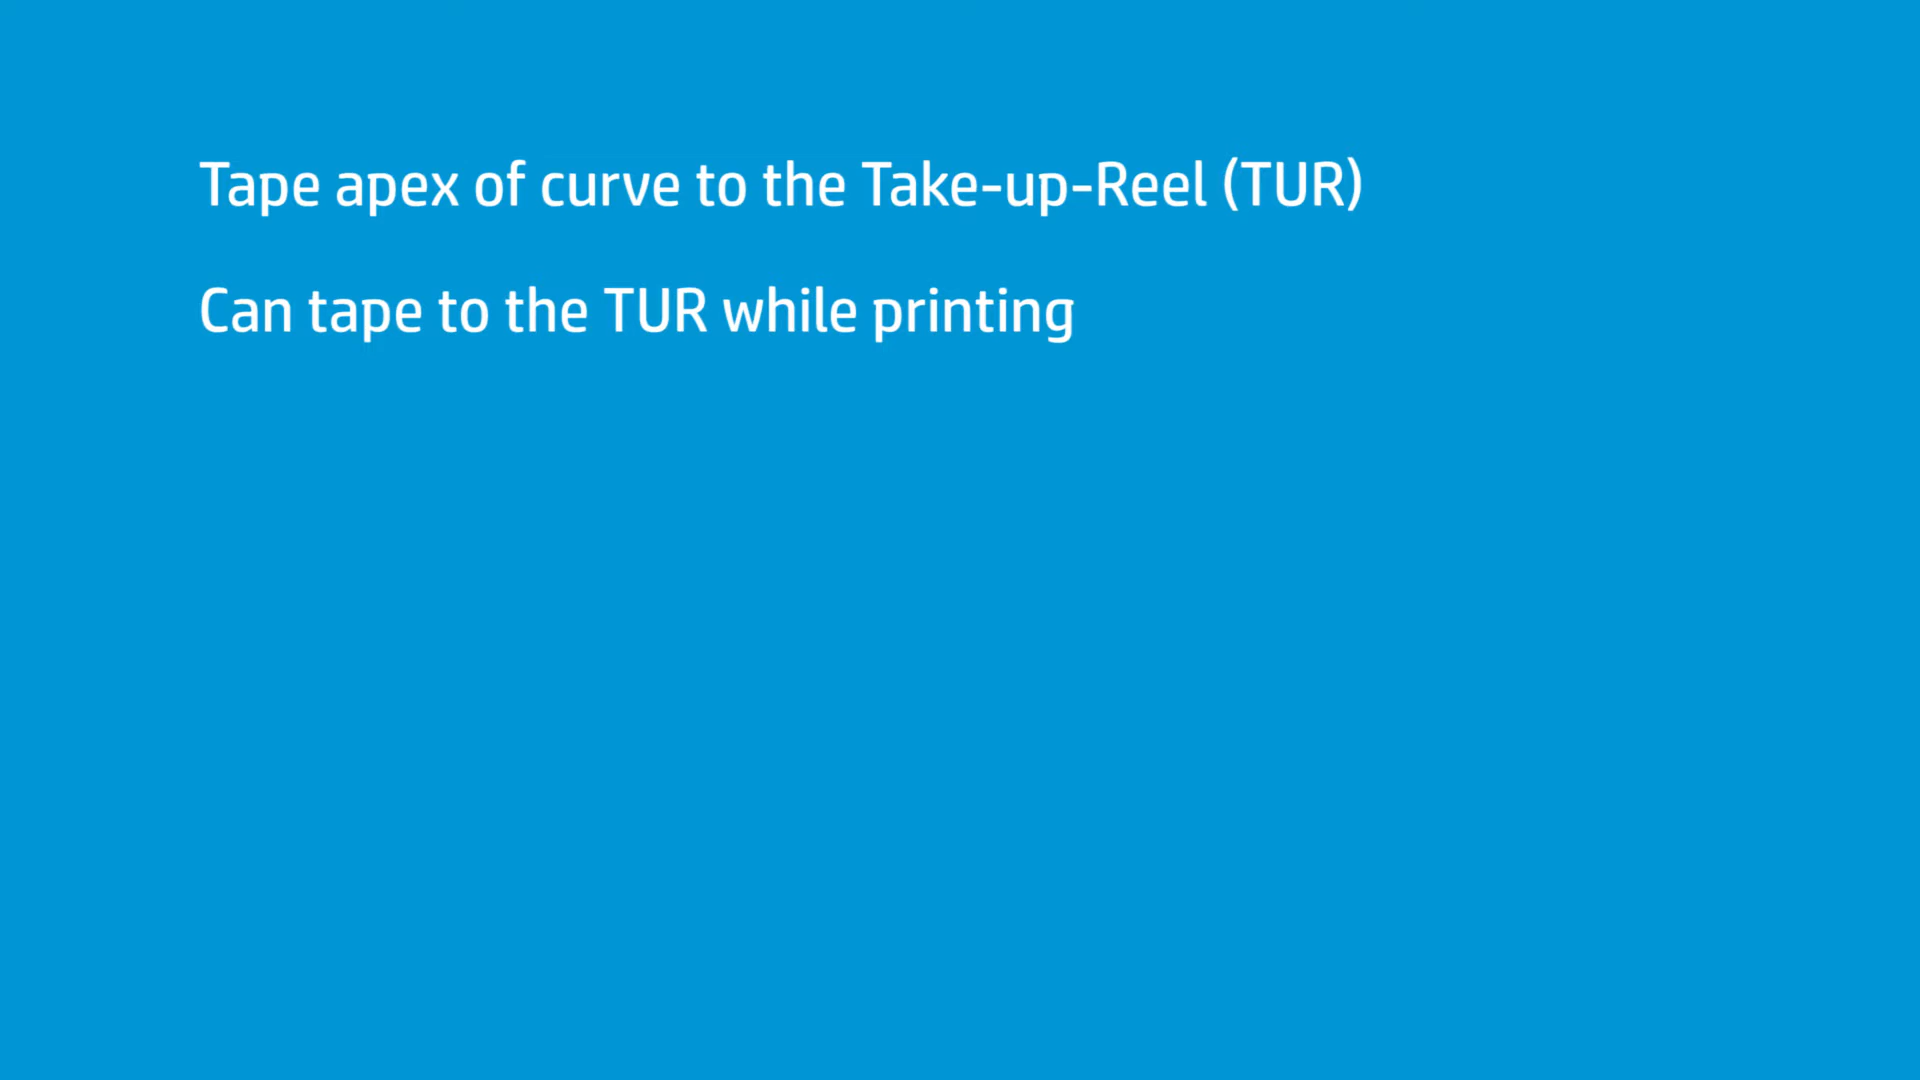 Tape apex of curve to the Take-up-Reel (TUR)
Can tape to the TUR while printing